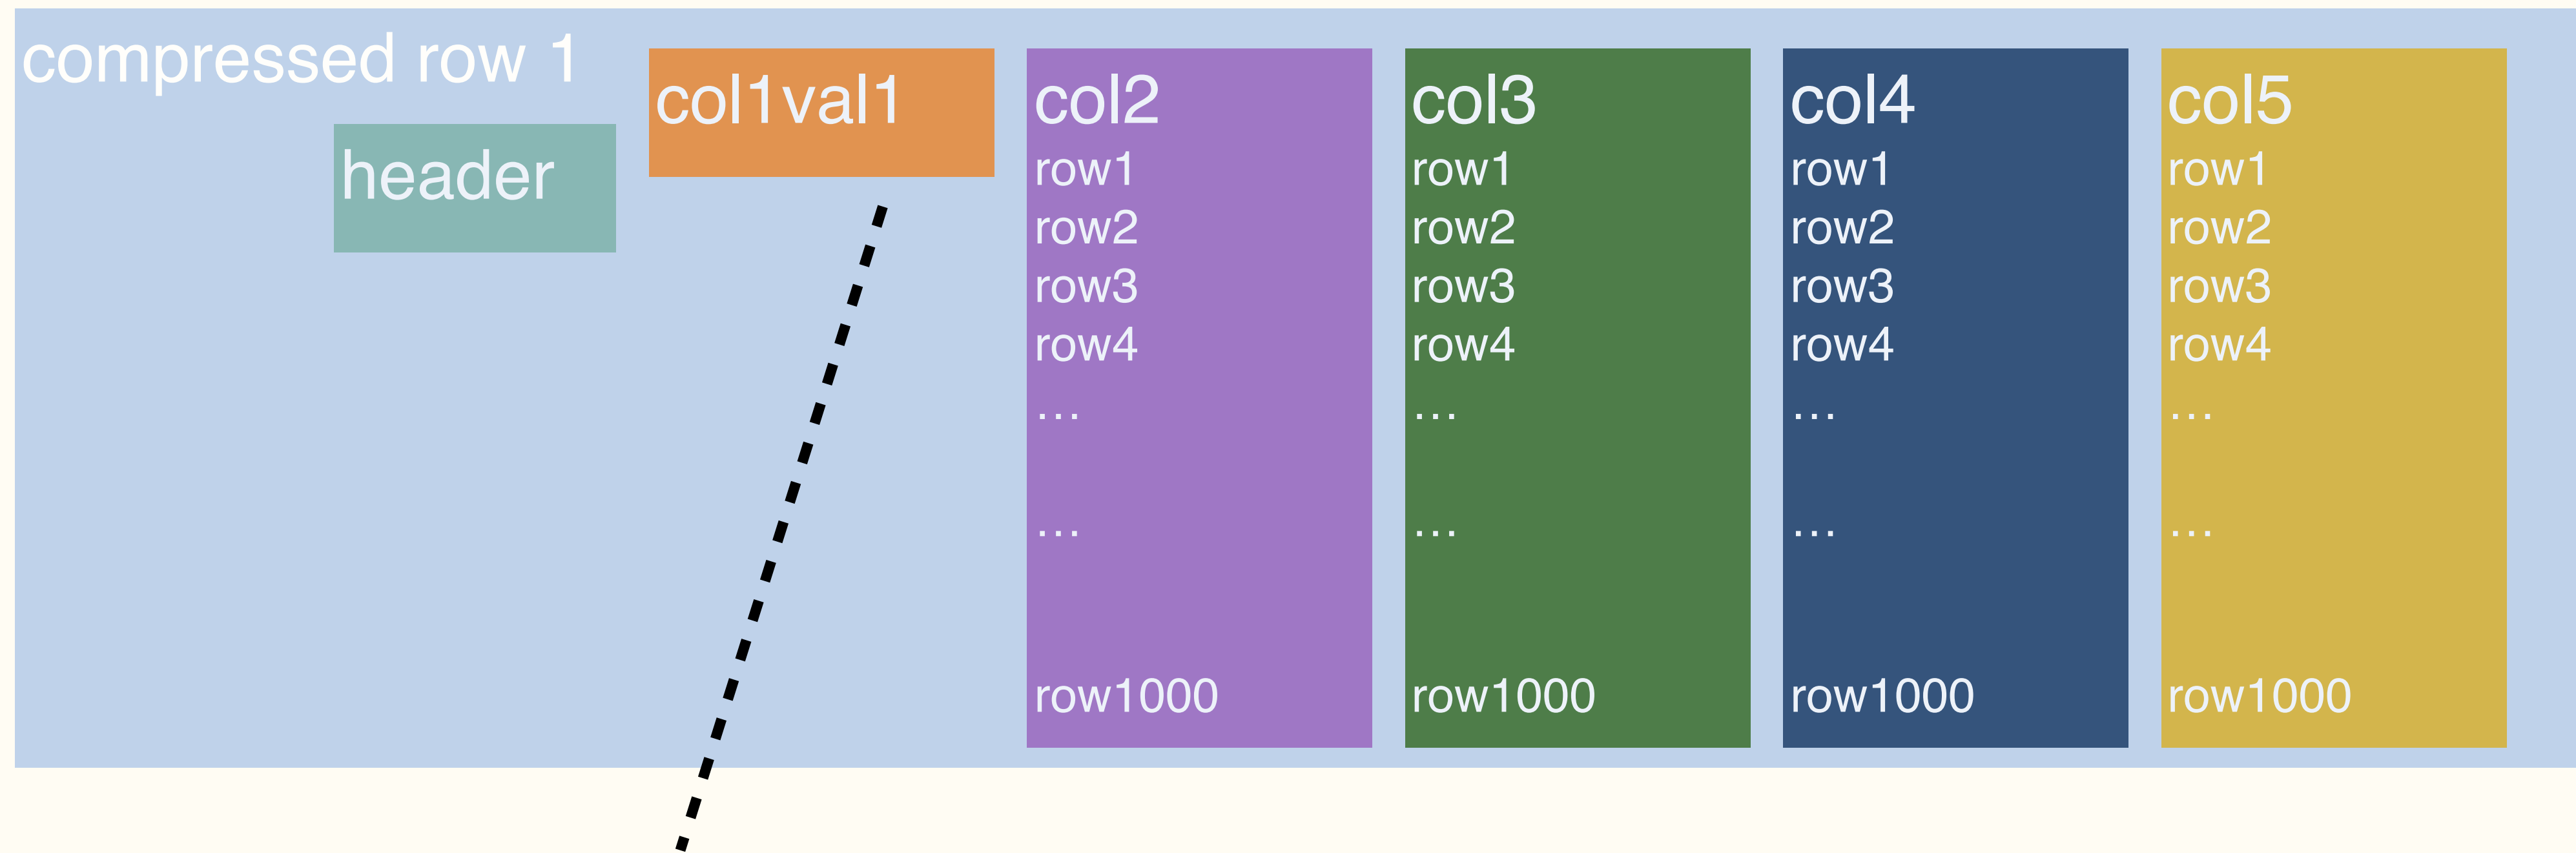 compressed row 1
header
col1val1
col2
row1
row2
row3
row4
…
…
row1000
col3
row1
row2
row3
row4
…
…
row1000
col4
row1
row2
row3
row4
…
…
row1000
col5
row1
row2
row3
row4
…
…
row1000